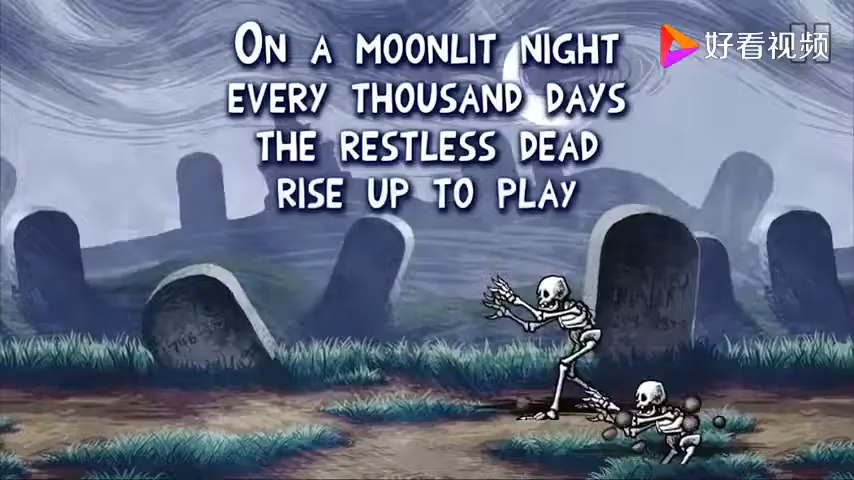 ON A MOONLIT NIGHT
EVERY THOUSAND DAYS
THE RESTLESS DEAD
RISE UP TO PLAY
好看视频